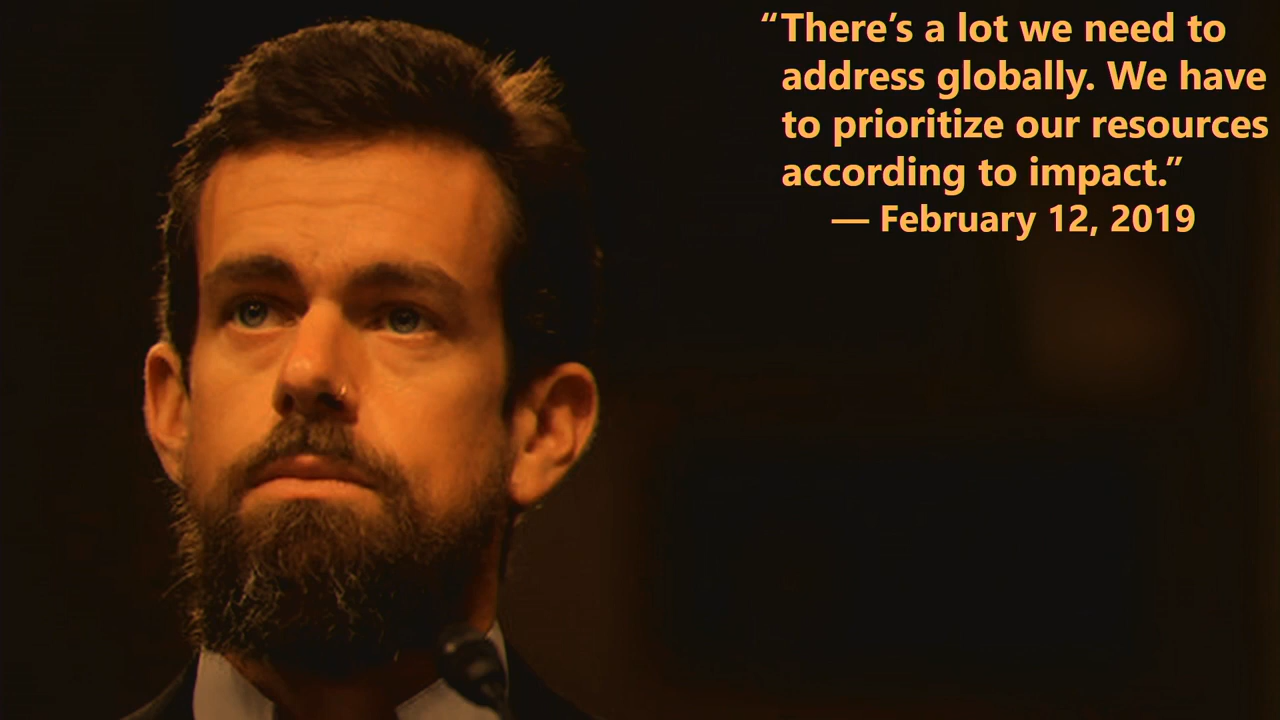 “There’s a lot we need to
address globally. We have
to prioritize our resources
according to impact.”
— February 12, 2019